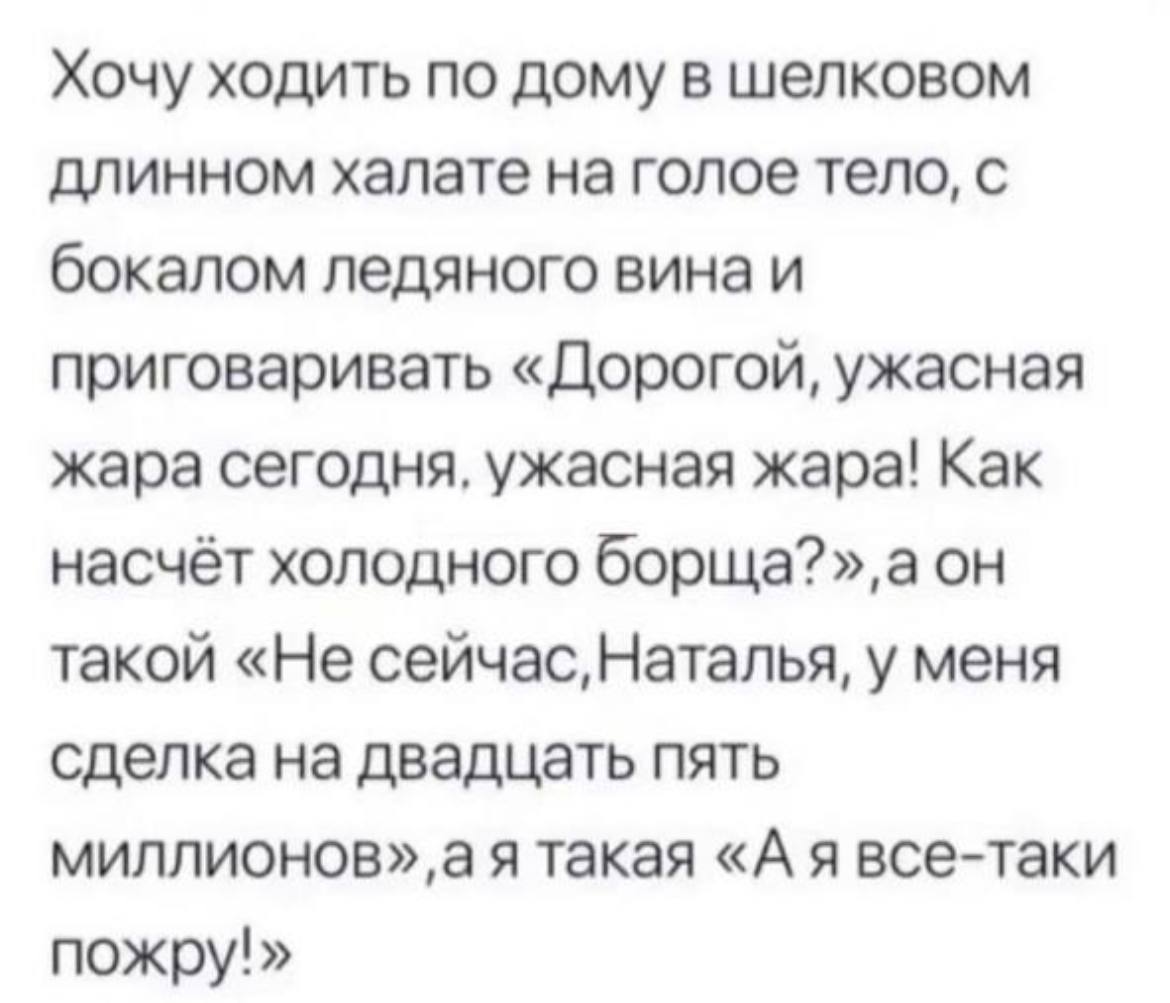 Хочу ходить по дому в шелковом
длинном халате на голое тело, с
бокалом ледяного вина и
приговаривать «Дорогой, ужасная
жара сегодня. ужасная жара! Как
насчёт холодного борща?»,а он
такой «Не сейчас,Наталья, у меня
сделка на двадцать пять
миллионов»,а я такая «А я все-таки
пожру!»